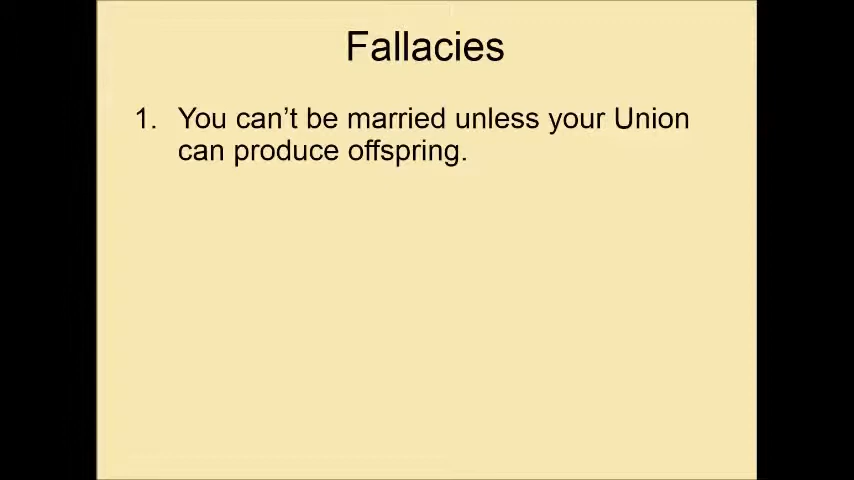 Fallacies
1. You can’t be married unless your Union
can produce offspring.